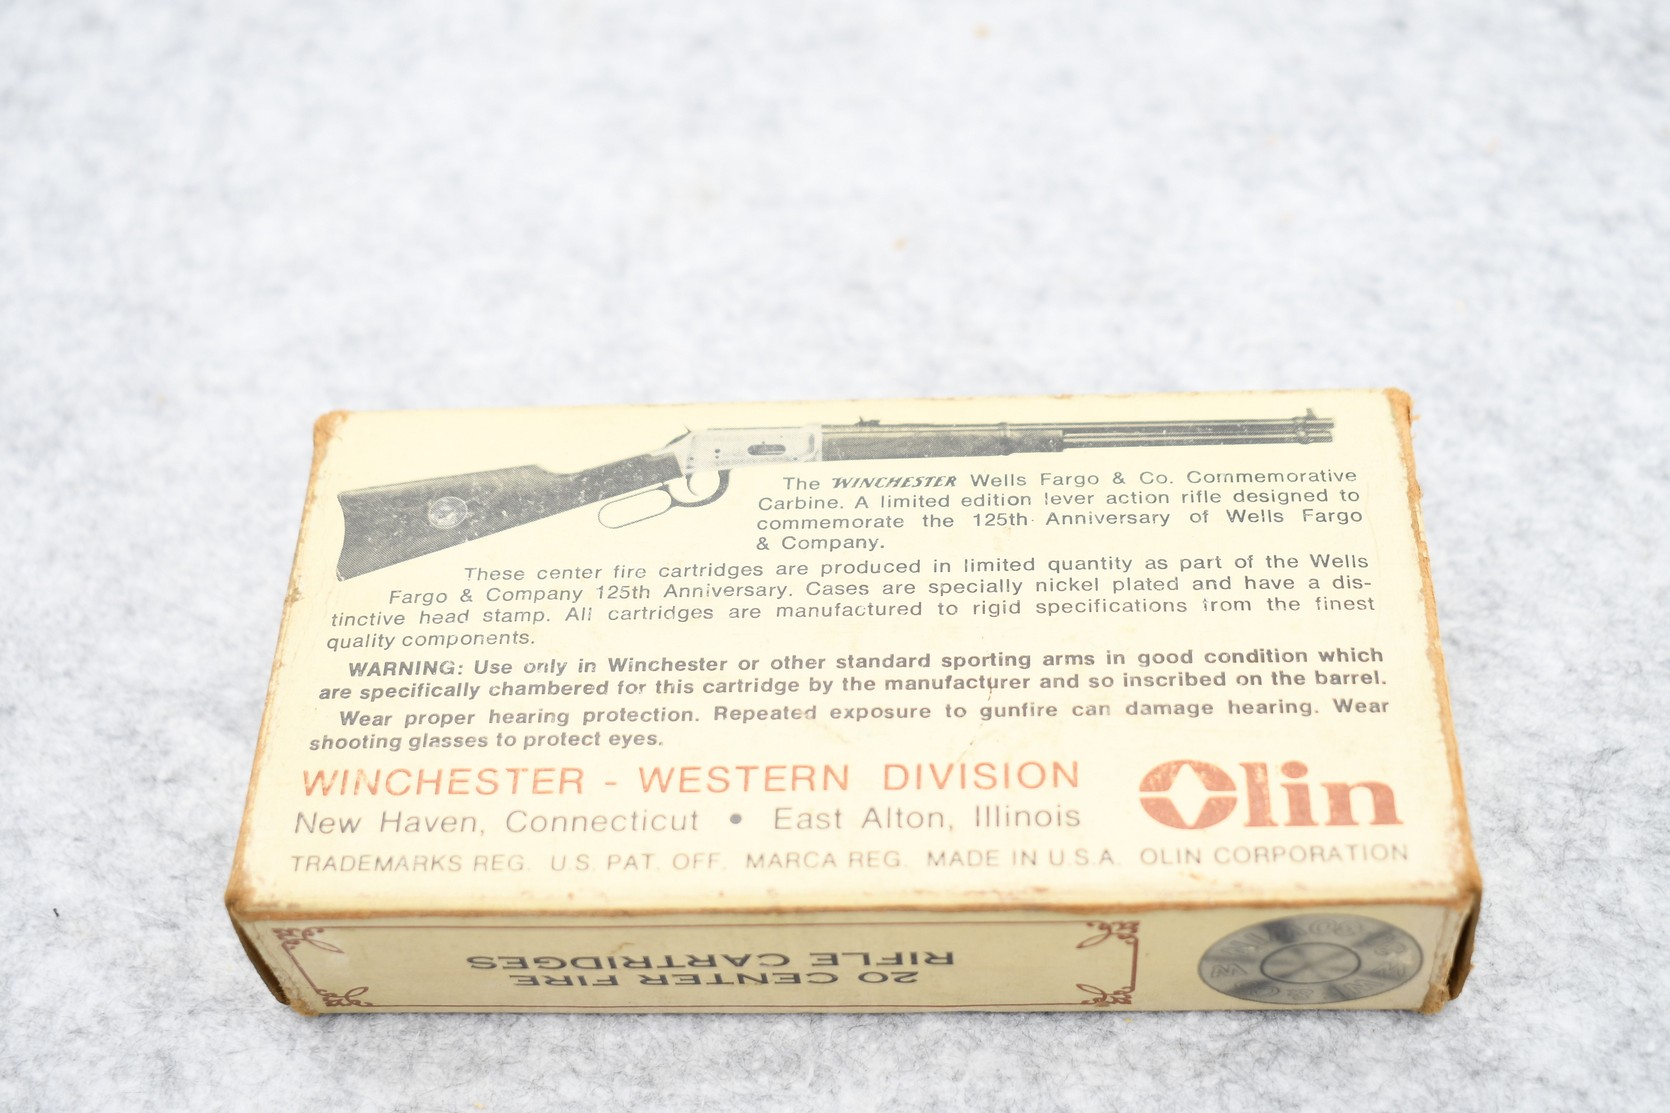 The WINCHESTER Wells Fargo & Co. Commemorative
Carbine. A limited edition lever action rifle designed to
commemorate the 125th Anniversary of Wells Fargo
& Company.
These center fire cartridges are produced in limited quantity as part of the Wells
Fargo & Company 125th Anniversary. Cases are specially nickel plated and have a dis-
tinctive head stamp. All cartridges are manufactured to rigid specifications from the finest
quality components.
WARNING: Use only in Winchester or other standard sporting arms in good condition which
are specifically chambered for this cartridge by the manufacturer and so inscribed on the barrel.
Wear proper hearing protection. Repeated exposure to gunfire can damage hearing. Wear
shooting glasses to protect eyes.
WINCHESTER - WESTERN DIVISION
New Haven, Connecticut • East Alton, Illinois
Olin
TRADEMARKS REG. U.S. PAT. OFF. MARCA REG. MADE IN U.S.A. OLIN CORPORATION
20 CENTER FIRE
RIFLE CARTRIDGES